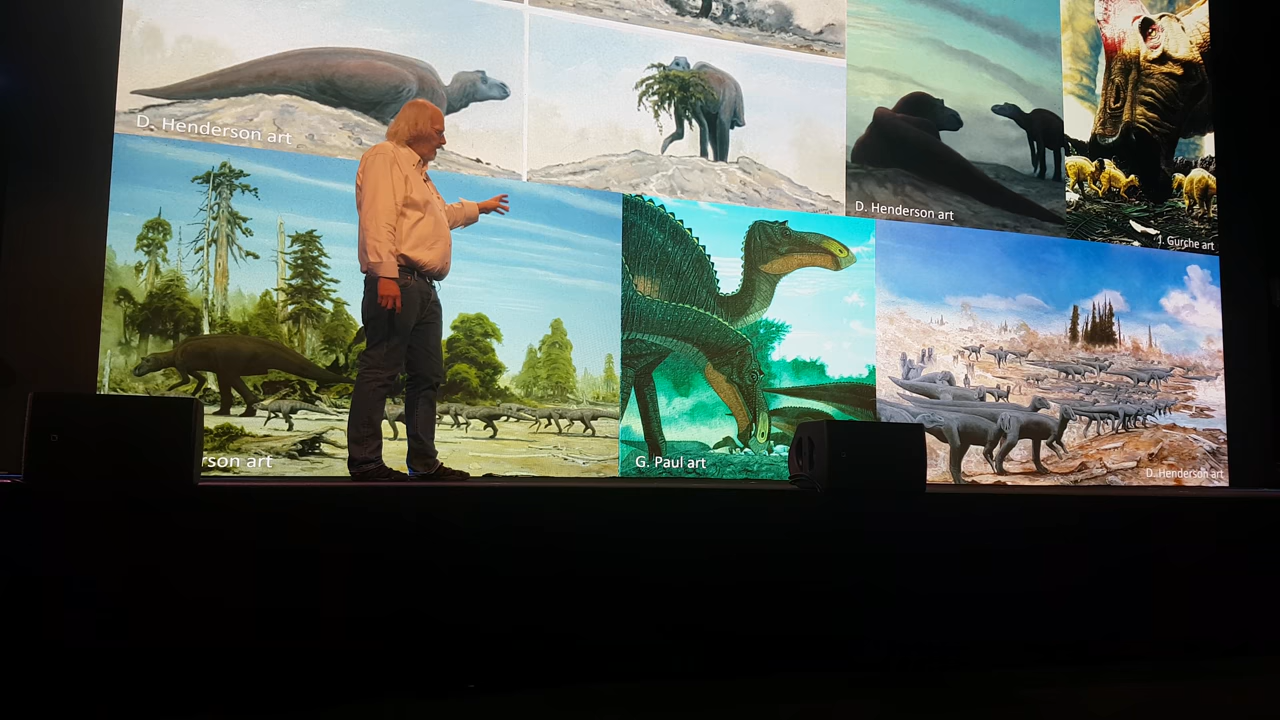 D. Henderson art
D. Henderson art
J. Gurche art
rson art
G. Paul art
D. Henderson art